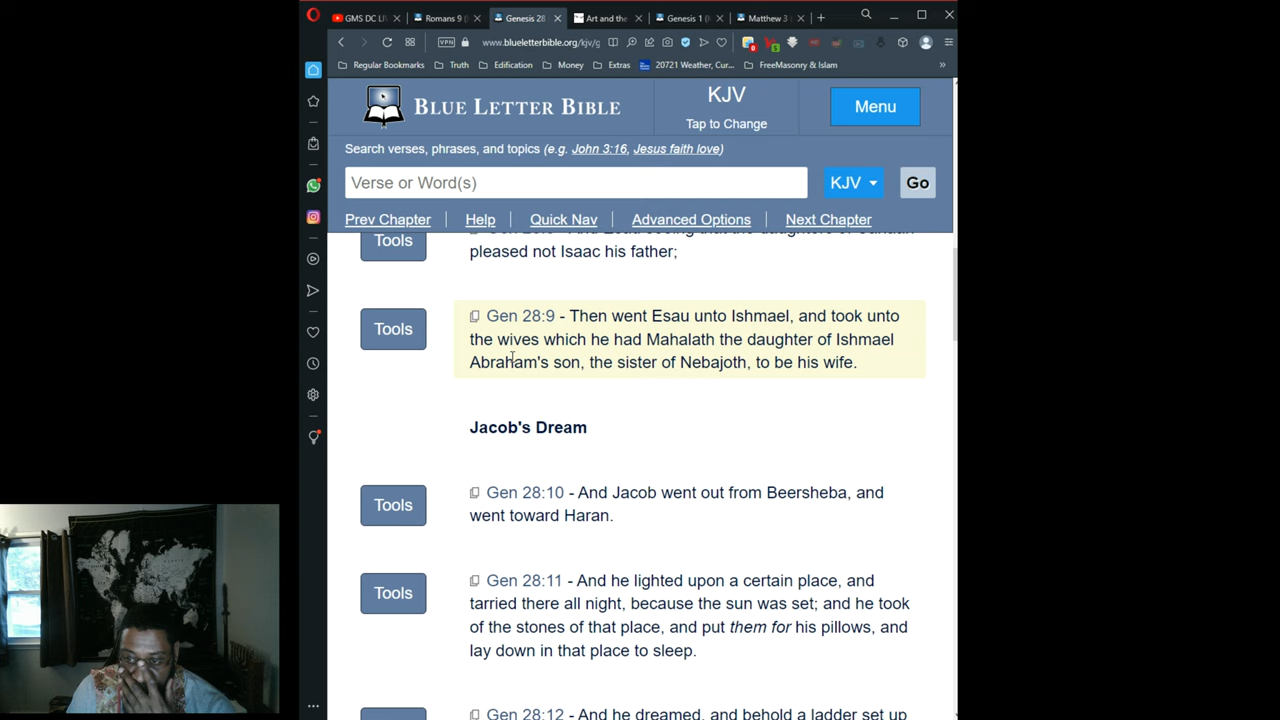 GMS DC LI
Romans 9 (
Genesis 28
Art and the
Genesis 1 (
Matthew 3
VPN
www.blueletterbible.org/kjv/g
Regular Bookmarks
Truth
Edification
Money
Extras
20721 Weather, Cur...
FreeMasonry & Islam
»
BLUE LETTER BIBLE
KJV
Tap to Change
Menu
Search verses, phrases, and topics (e.g. John 3:16, Jesus faith love)
Verse or Word(s)
KJV
Go
Prev Chapter
Help
Quick Nav
Advanced Options
Next Chapter
Tools
pleased not Isaac his father;
Tools
Gen 28:9 - Then went Esau unto Ishmael, and took unto
the wives which he had Mahalath the daughter of Ishmael
Abraham's son, the sister of Nebajoth, to be his wife.
Jacob's Dream
Tools
Gen 28:10 - And Jacob went out from Beersheba, and
went toward Haran.
Tools
Gen 28:11 - And he lighted upon a certain place, and
tarried there all night, because the sun was set; and he took
of the stones of that place, and put them for his pillows, and
lay down in that place to sleep.
Gen 28:12 - And he dreamed, and behold a ladder set up